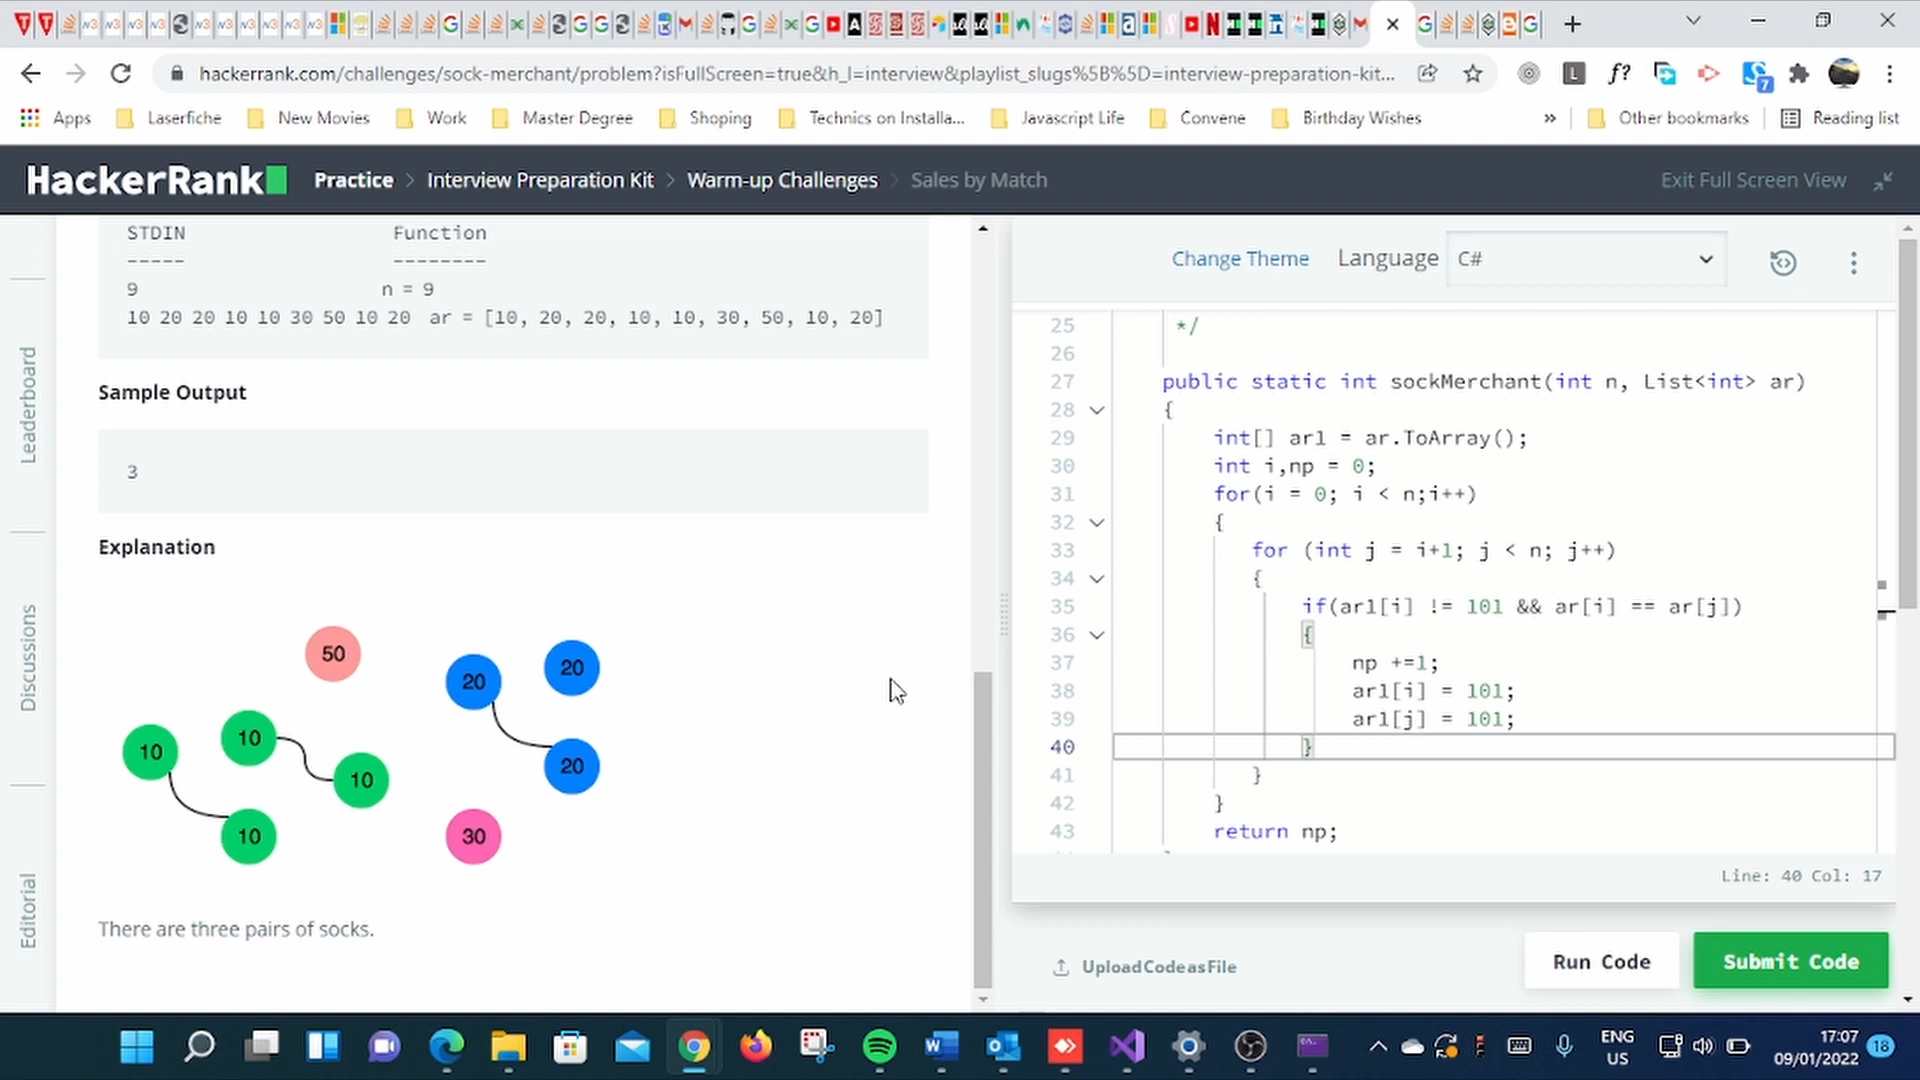 hackerrank.com/challenges/sock-merchant/problem?isFullScreen=true&h_l=interview&playlist_slugs%5B%5D=interview-preparation-kit...
Apps Laserfiche New Movies Work Master Degree Shoping Technics on Installa... Javascript Life Convene Birthday Wishes » Other bookmarks Reading list
HackerRank Practice > Interview Preparation Kit > Warm-up Challenges > Sales by Match Exit Full Screen View
Leaderboard
Discussions
Editorial
STDIN Function
----- --------
9 n = 9
10 20 20 10 10 30 50 10 20 ar = [10, 20, 20, 10, 10, 30, 50, 10, 20]
Sample Output
3
Explanation
50
20 20
10 10 10
20
10 30
There are three pairs of socks.
Change Theme Language C#
25 */
26
27 public static int sockMerchant(int n, List<int> ar)
28 {
29 int[] ar1 = ar.ToArray();
30 int i,np = 0;
31 for(i = 0; i < n;i++)
32 {
33 for (int j = i+1; j < n; j++)
34 {
35 if(ar1[i] != 101 && ar[i] == ar[j])
36 {
37 np +=1;
38 ar1[i] = 101;
39 ar1[j] = 101;
40 }
41 }
42 }
43 return np;
Line: 40 Col: 17
Upload Code as File Run Code Submit Code
ENG
US
17:07
09/01/2022
18